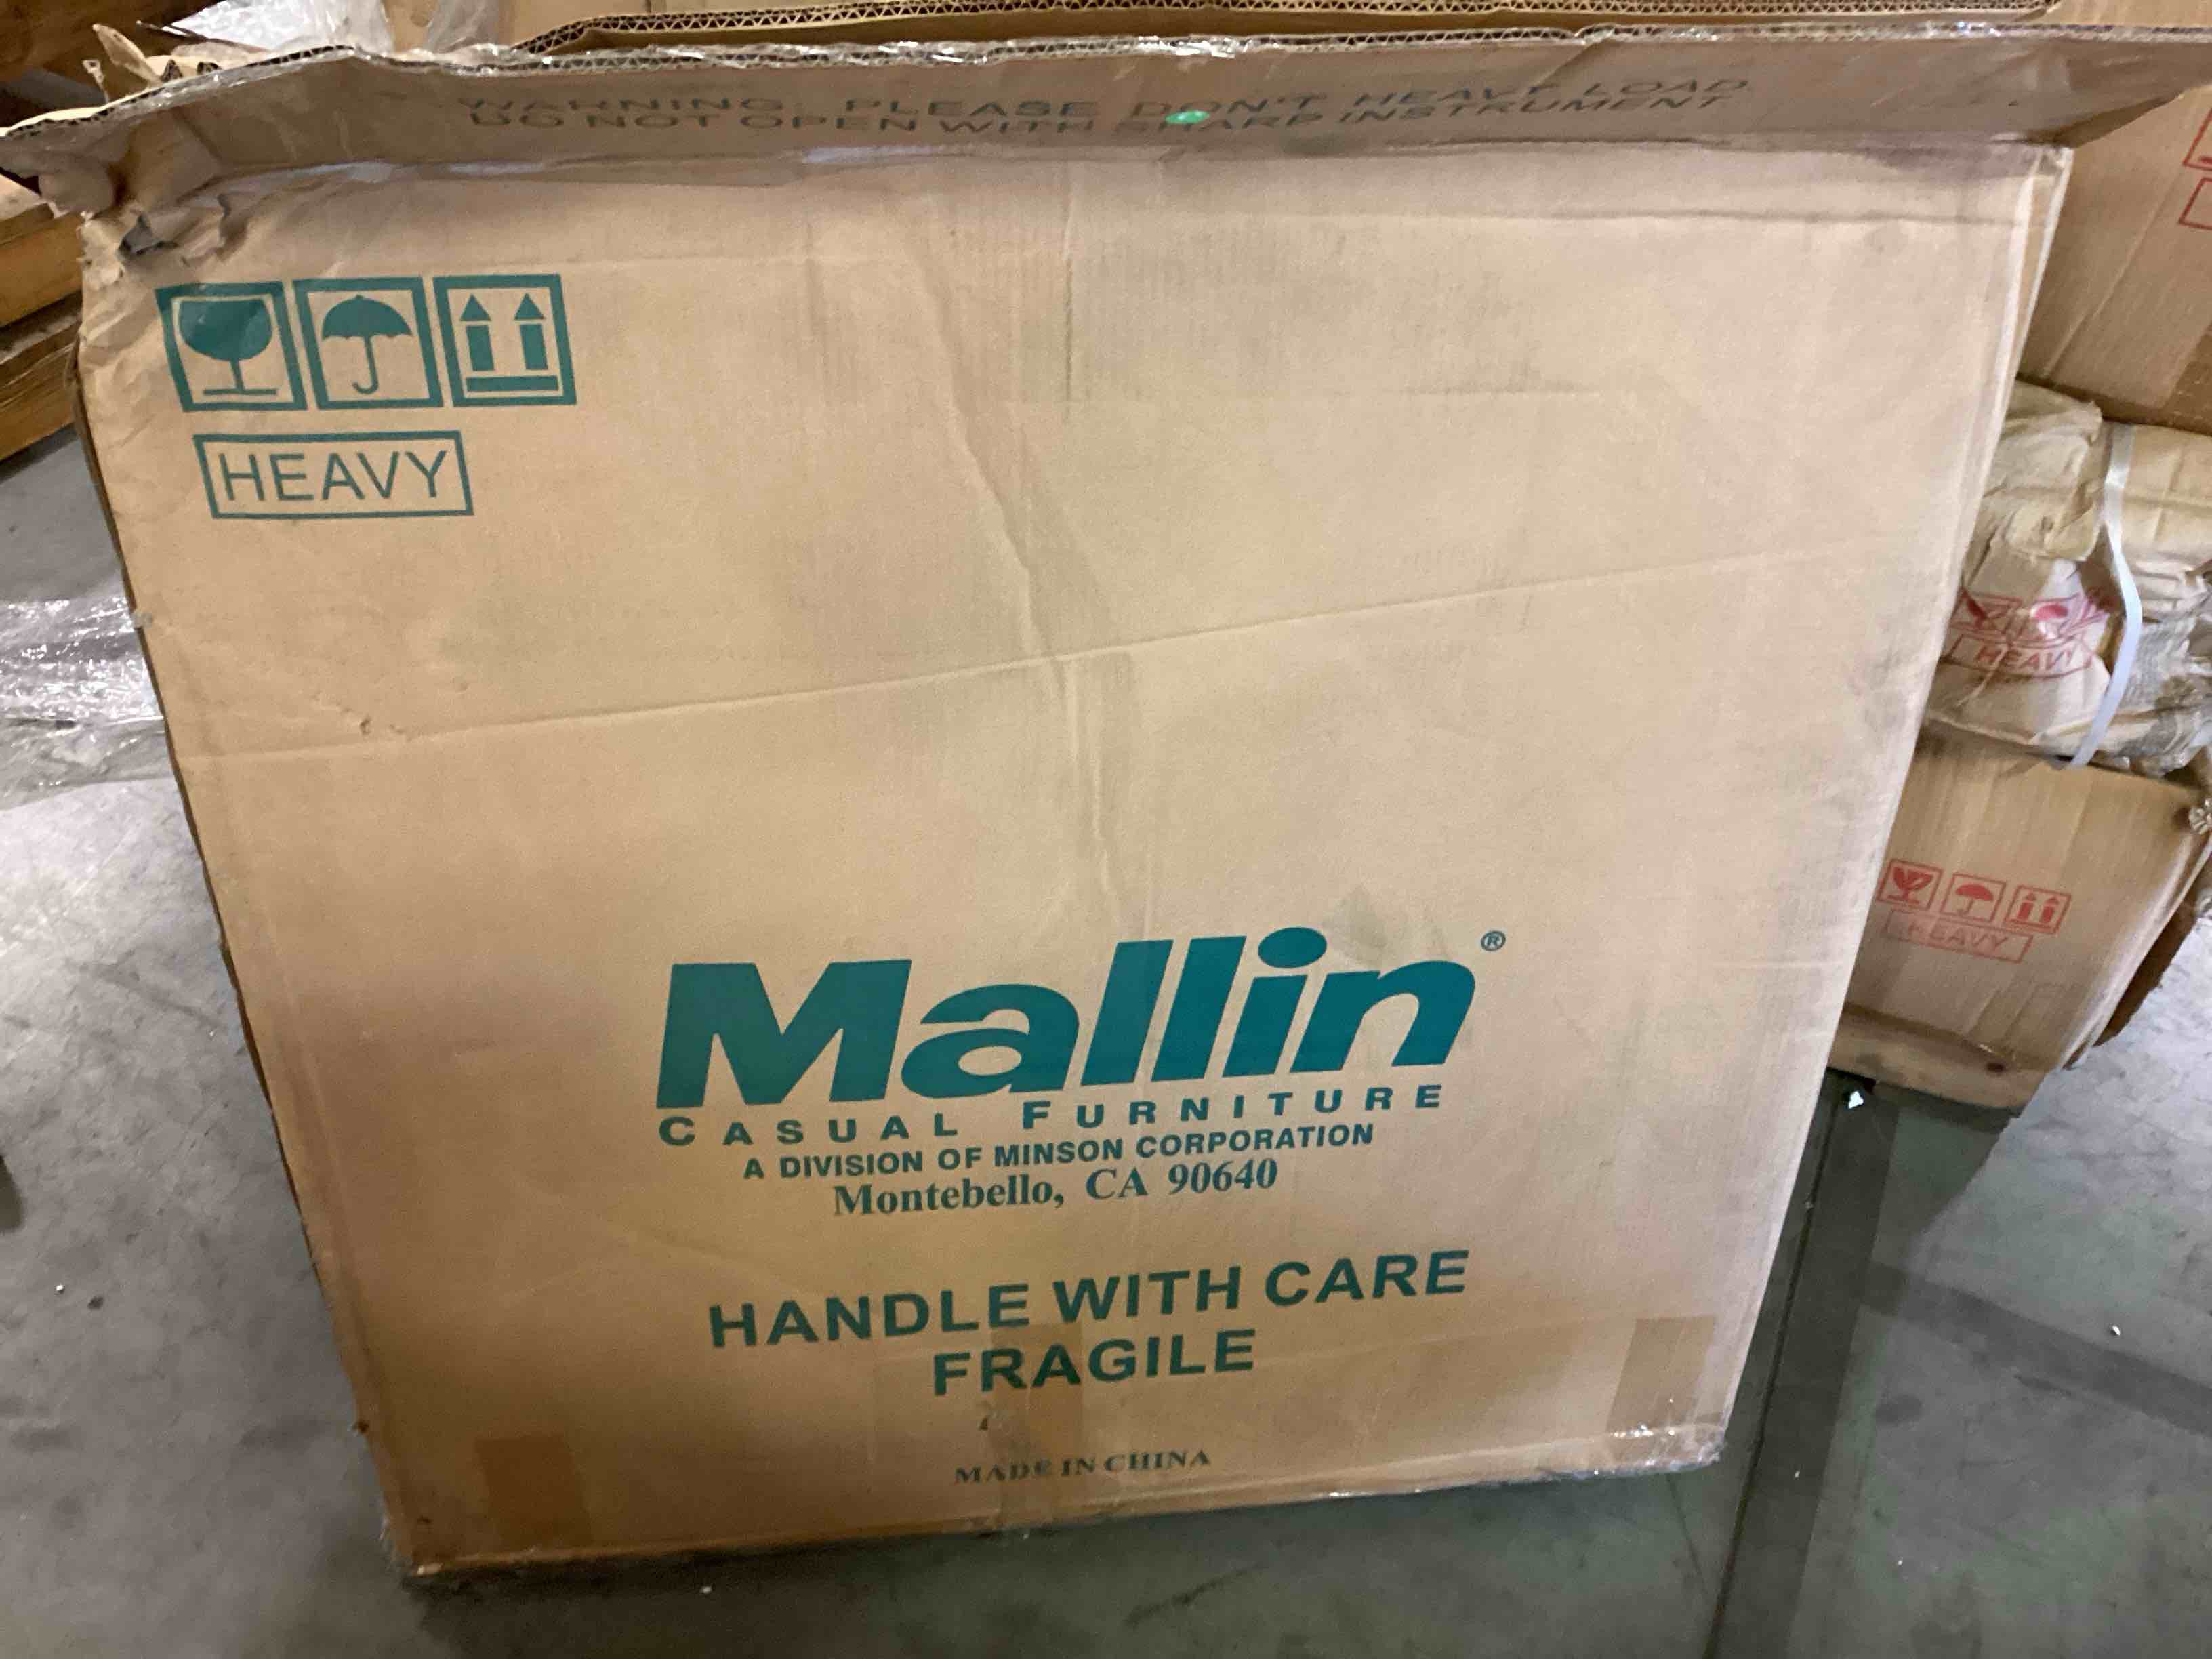 WARNING: PLEASE DON'T HEAVY LOAD
DO NOT OPEN WITH SHARP INSTRUMENT
HEAVY
Mallin®
CASUAL FURNITURE
A DIVISION OF MINSON CORPORATION
Montebello, CA 90640
HANDLE WITH CARE
FRAGILE
MADE IN CHINA
HEAVY
HEAVY